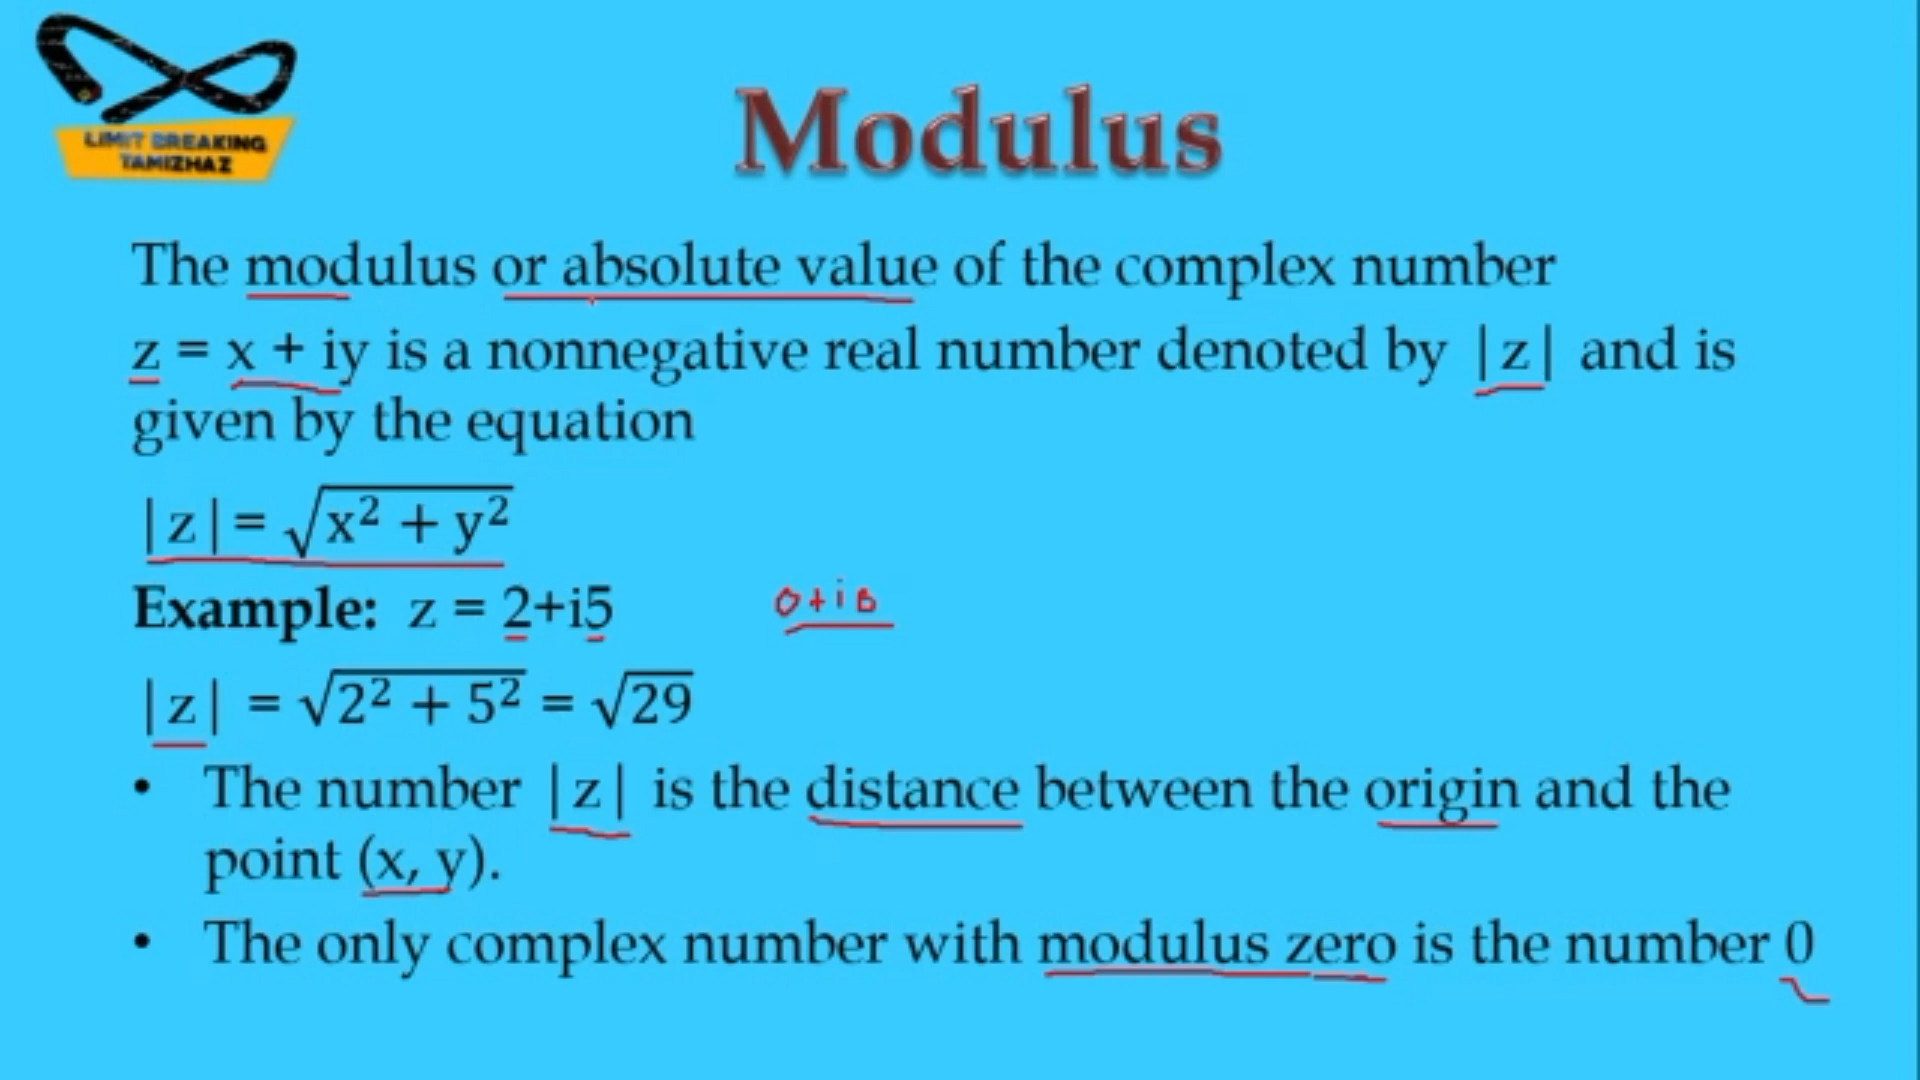 LIMIT BREAKING
TAMIZHAZ
Modulus
The modulus or absolute value of the complex number
z = x + iy is a nonnegative real number denoted by |z| and is
given by the equation
|z|= √x² + y²
Example: z = 2+i5
0+i0
|z| = √2² + 5² = √29
• The number |z| is the distance between the origin and the
point (x, y).
• The only complex number with modulus zero is the number 0